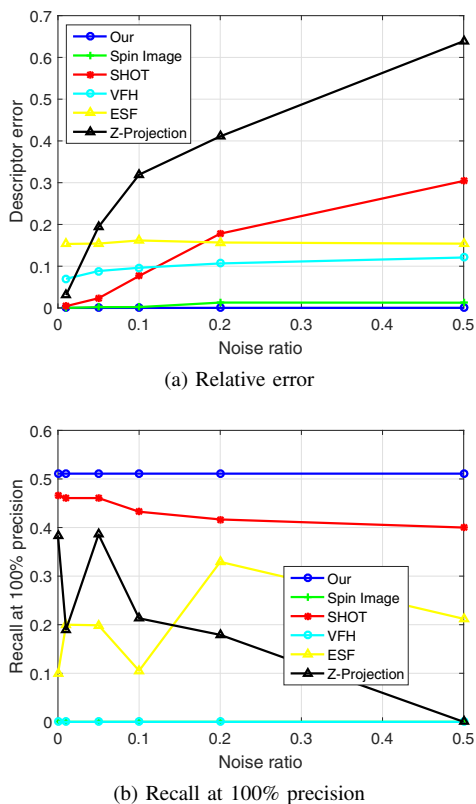 0.7
0.6
0.5
0.4
0.3
0.2
0.1
0
Descriptor error
Our
Spin Image
SHOT
VFH
ESF
Z-Projection
0 0.1 0.2 0.3 0.4 0.5
Noise ratio
(a) Relative error
0.6
0.5
0.4
0.3
0.2
0.1
0
Recall at 100% precision
Our
Spin Image
SHOT
VFH
ESF
Z-Projection
0 0.1 0.2 0.3 0.4 0.5
Noise ratio
(b) Recall at 100% precision